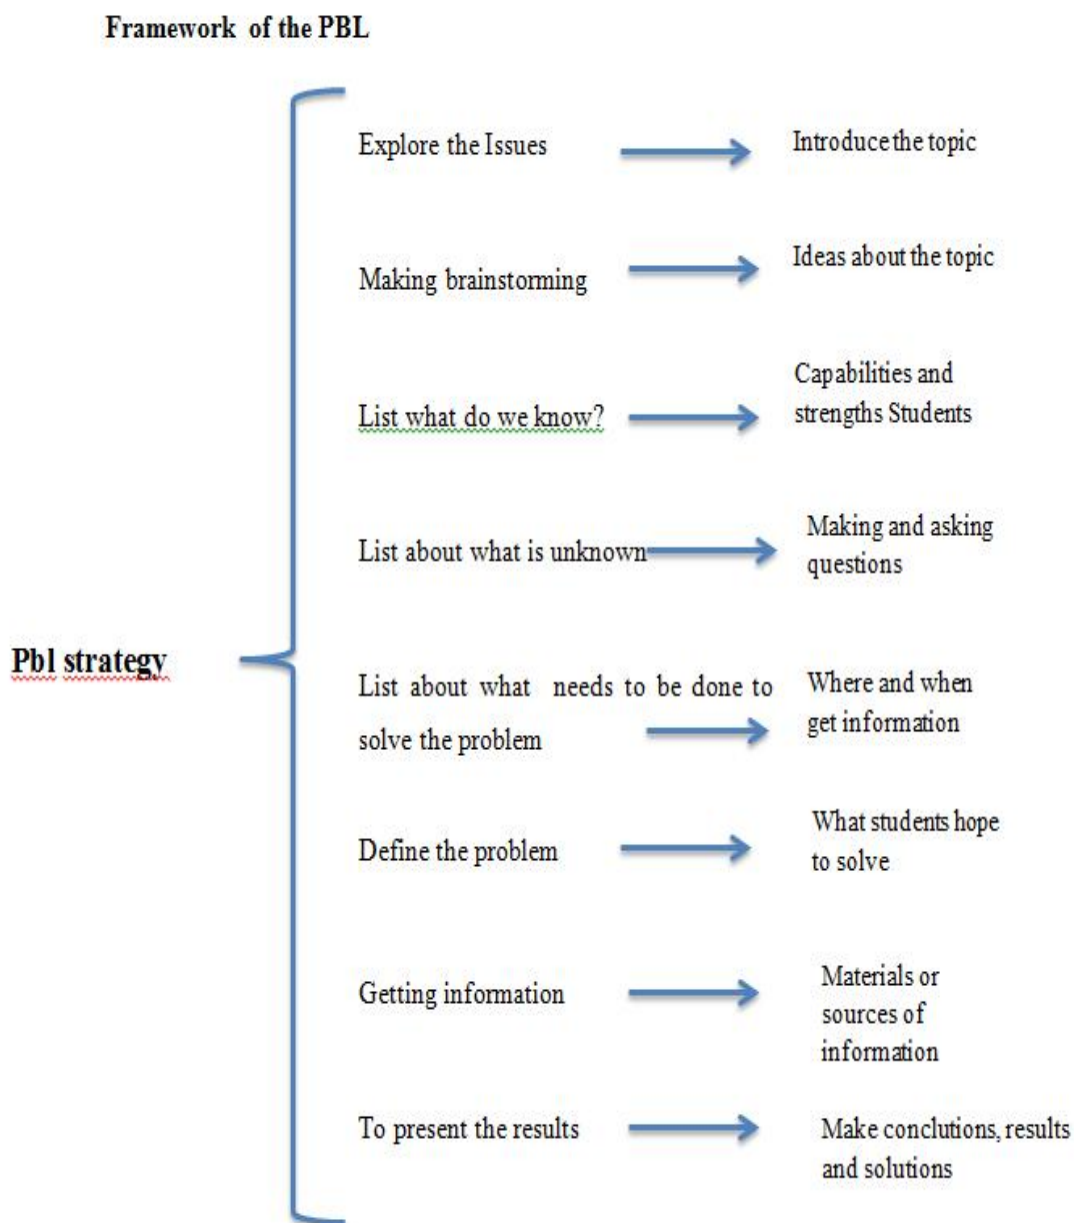 Framework of the PBL
Explore the Issues
Introduce the topic
Making brainstorming
Ideas about the topic
List what do we know?
Capabilities and
strengths Students
List about what is unknown
Making and asking
questions
Pbl strategy
List about what needs to be done to
solve the problem
Where and when
get information
Define the problem
What students hope
to solve
Getting information
Materials or
sources of
information
To present the results
Make conclutions, results
and solutions